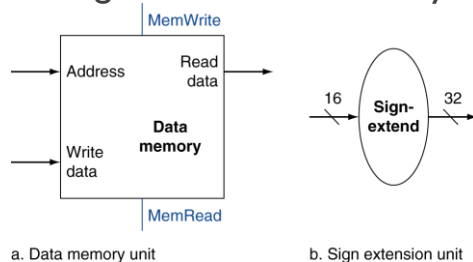 MemWrite
Address
Read
data
Data
memory
Write
data
MemRead
a. Data memory unit
16
32
Sign-
extend
b. Sign extension unit